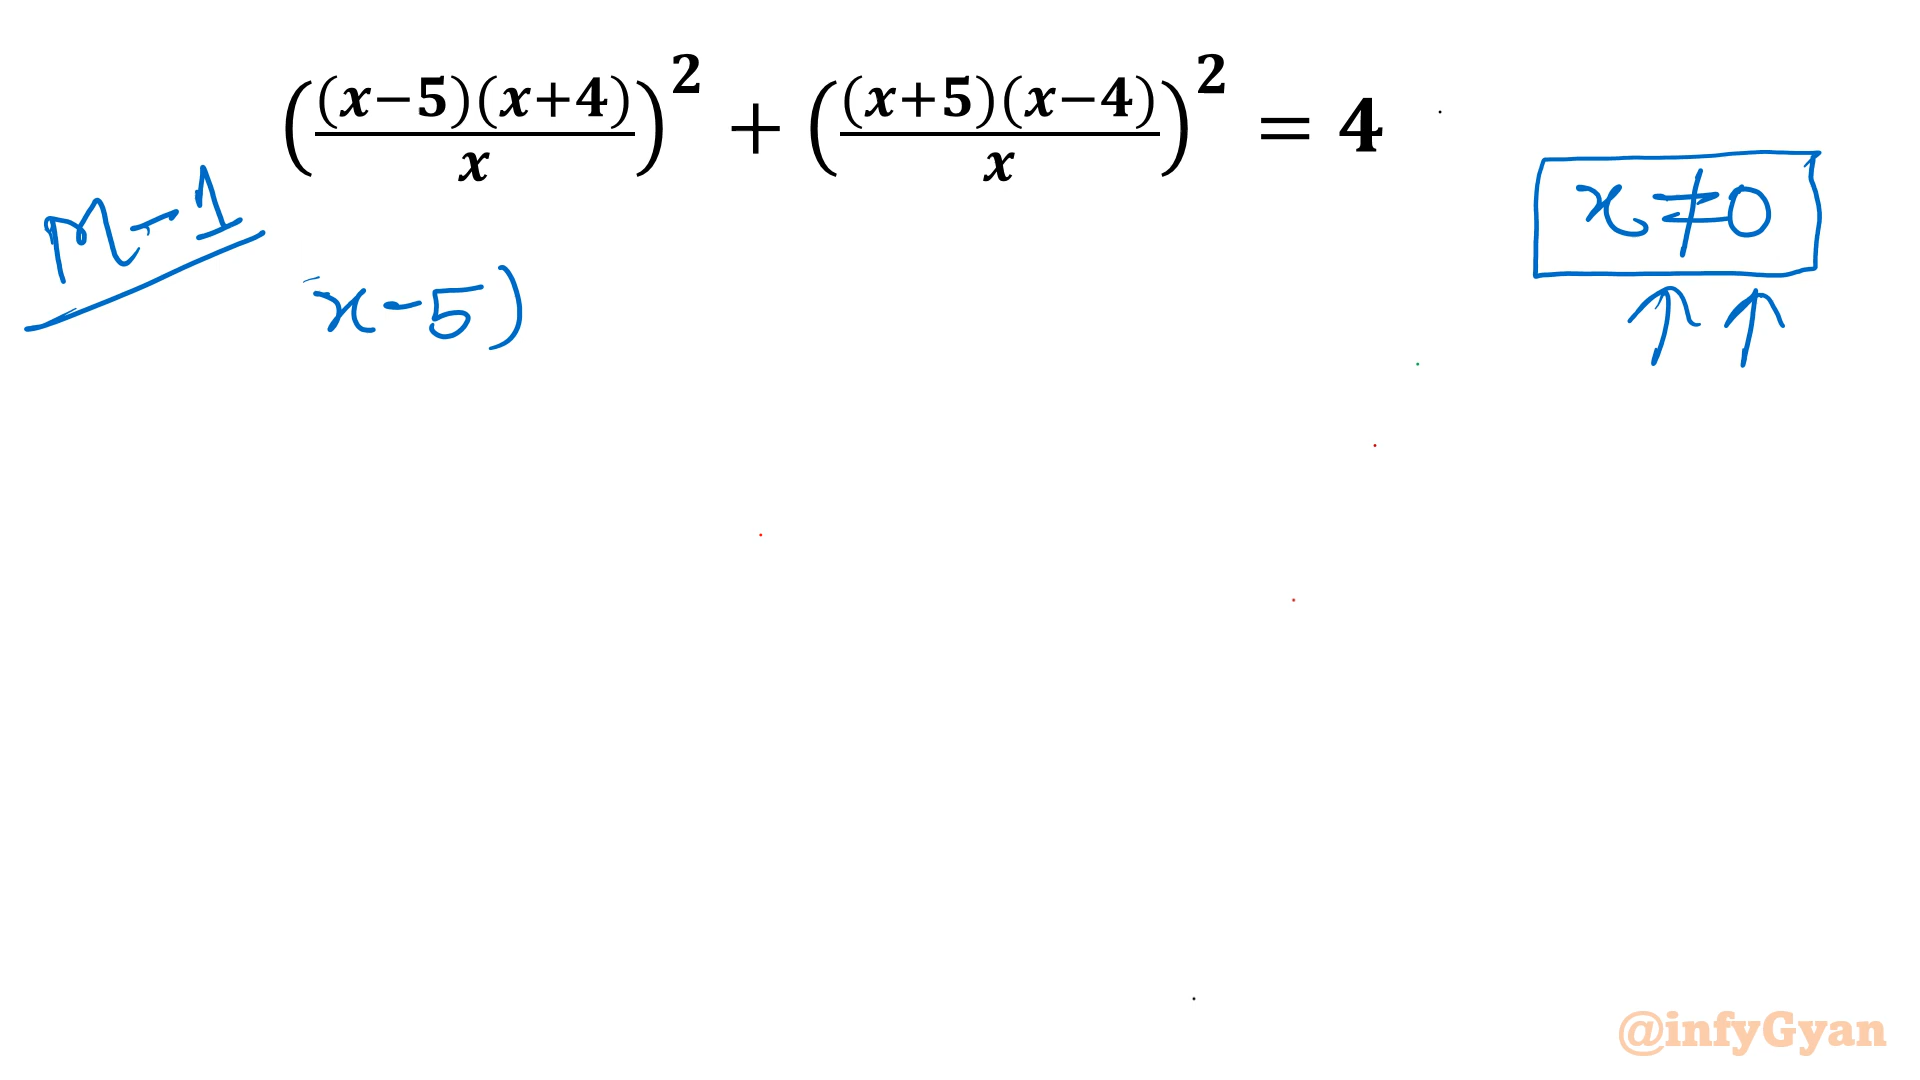 ((x−5)(x+4)/x)² + ((x+5)(x−4)/x)² = 4
M-1
x ≠ 0
x-5)
@infyGyan